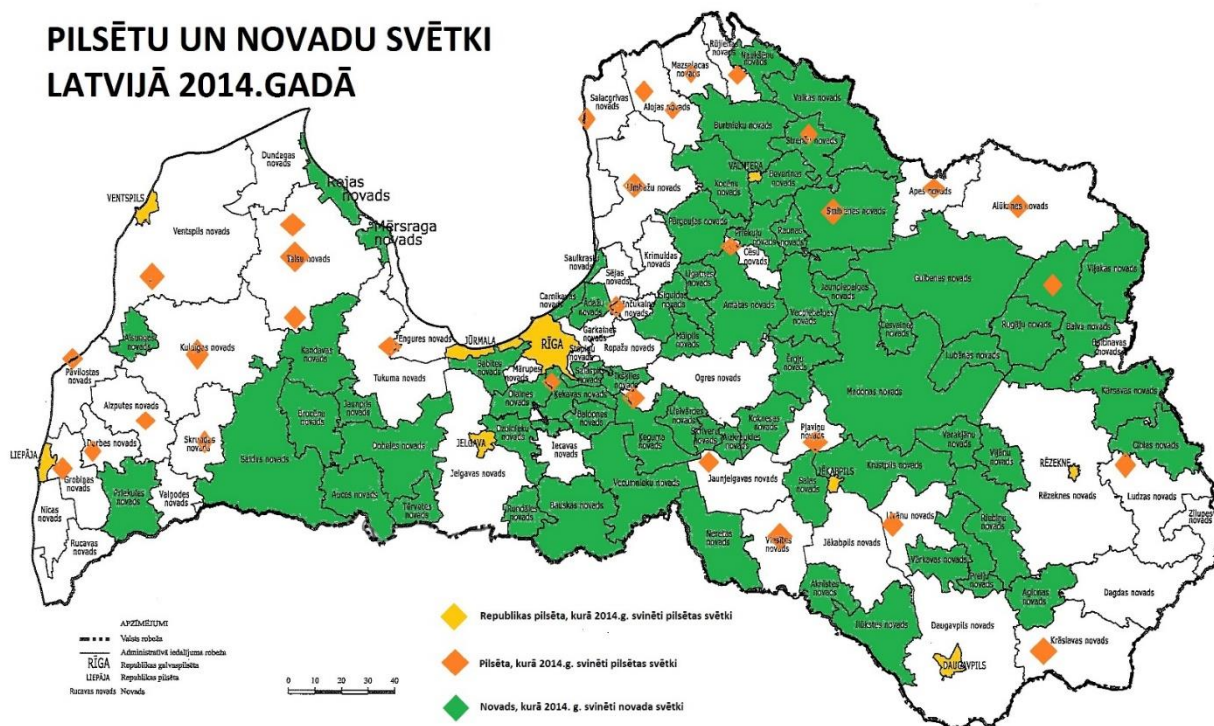 PILSĒTU UN NOVADU SVĒTKI
LATVIJĀ 2014.GADĀ
Rūjienas
novads
Naukšēnu
novads
Mazsalacas
novads
Salacgrīvas
novads
Alojas
novads
Valkas novads
Burtnieku novads
Strenču novads
Dundagas
novads
Rojas
novads
Mērsraga
novads
VENTSPILS
Ventspils novads
Talsu novads
VALMIERA
Beverīnas
novads
Kocēnu
novads
Limbažu novads
Smiltenes novads
Apes novads
Alūksnes novads
Pārgaujas novads
Priekuļu
novads
Raunas
novads
Cēsu
novads
Krimuldas
novads
Saulkrastu
novads
Sējas
novads
Līgatnes
novads
Siguldas
novads
Amatas
novads
Jaunpiebalgas
novads
Vecpiebalgas
novads
Gulbenes novads
Viļakas
novads
Rugāju
novads
Balvu novads
Baltinavas
novads
Carnikavas
novads
Ādažu
novads
Inčukalna
novads
Garkalnes
novads
Ropažu
novads
Mālpils
novads
Cesvaines
novads
Lubānas
novads
Ērgļu
novads
Madonas novads
Alsungas
novads
Kuldīgas novads
Kandavas
novads
Engures novads
Tukuma novads
JŪRMALA
RĪGA
Stopiņu
novads
Mārupes
novads
Babītes
novads
Salaspils
novads
Ikšķiles
novads
Ogres novads
Olaines
novads
Ķekavas novads
Pāvilostas
novads
Aizputes novads
Durbes novads
Skrundas
novads
Brocēnu
novads
Jaunpils
novads
Dobeles novads
Saldus novads
LIEPĀJA
Grobiņas
novads
Priekules
novads
Vaiņodes
novads
Nīcas
novads
Rucavas
novads
Auces novads
Tērvetes
novads
JELGAVA
Jelgavas novads
Ozolnieku
novads
Iecavas
novads
Baldones
novads
Ķeguma
novads
Lielvārdes
novads
Skrīveru
novads
Aizkraukles
novads
Kokneses
novads
Pļaviņu
novads
Rundāles
novads
Bauskas
novads
Vecumnieku
novads
Jaunjelgavas
novads
Neretas
novads
Viesītes
novads
Salas
novads
JĒKABPILS
Krustpils novads
Jēkabpils novads
Varakļānu
novads
Viļānu
novads
Līvānu novads
Riebiņu
novads
Preiļu
novads
Vārkavas
novads
Aknīstes
novads
Ilūkstes novads
Aglonas
novads
RĒZEKNE
Rēzeknes novads
Kārsavas
novads
Ciblas
novads
Ludzas novads
Zilupes
novads
Dagdas novads
Daugavpils novads
DAUGAVPILS
Krāslavas novads
APZĪMĒJUMI
Valsts robeža
Administratīvā iedalījuma robeža
RĪGA Republikas galvaspilsēta
LIEPĀJA Republikas pilsēta
Rucavas novads Novads
0 10 20 30 40
Republikas pilsēta, kurā 2014.g. svinēti pilsētas svētki
Pilsēta, kurā 2014.g. svinēti pilsētas svētki
Novads, kurā 2014. g. svinēti novada svētki